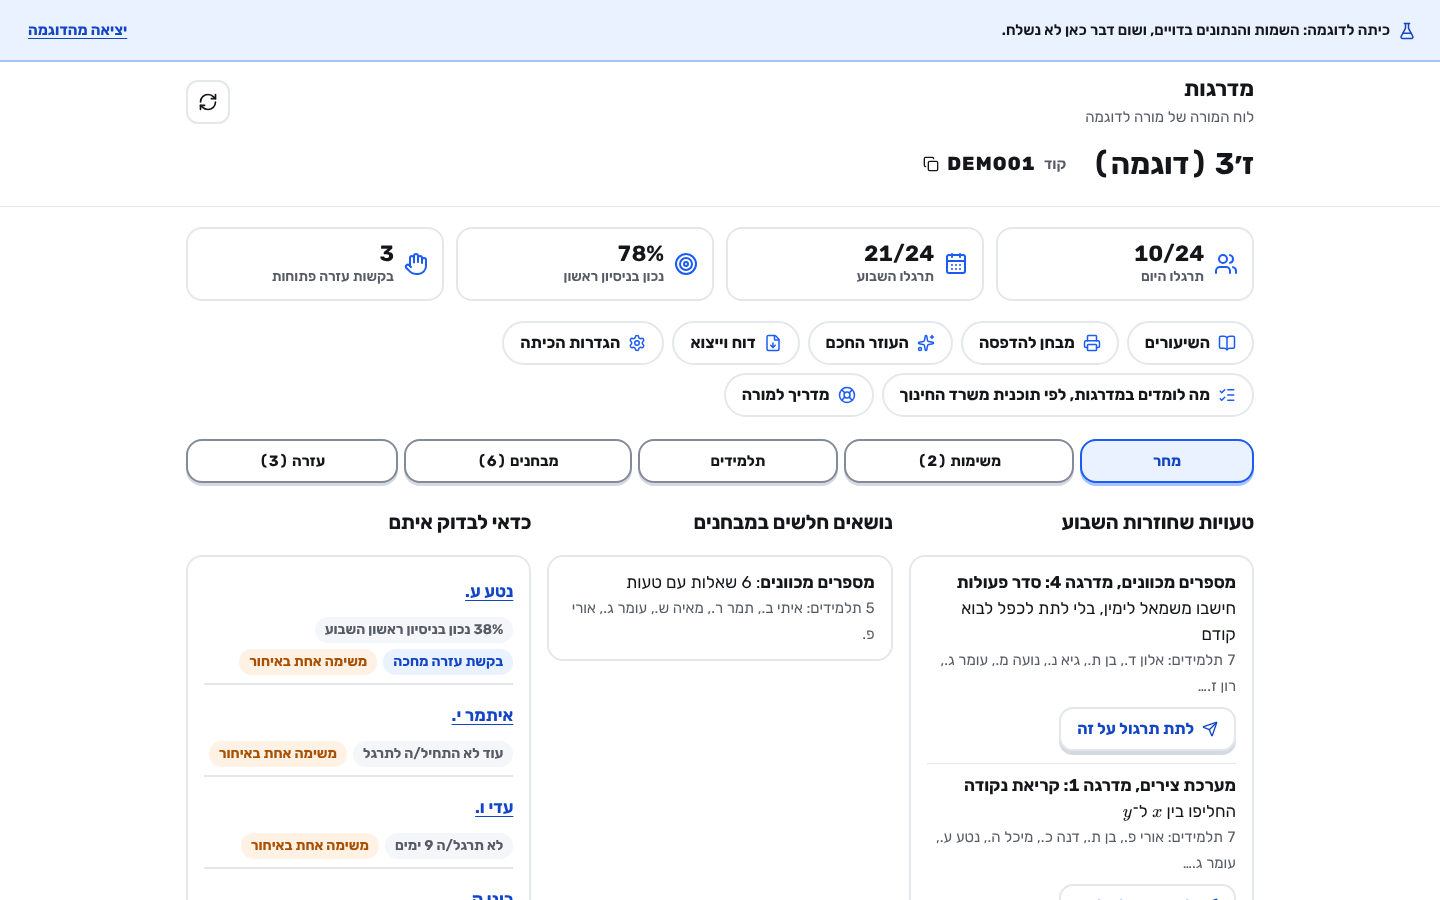 כיתה לדוגמה: השמות והנתונים בדויים, ושום דבר כאן לא נשלח.
יציאה מהדוגמה
מדרגות
לוח המורה של מורה לדוגמה
ז׳3 (דוגמה)
קוד DEMO01
10/24
תרגלו היום
21/24
תרגלו השבוע
78%
נכון בניסיון ראשון
3
בקשות עזרה פתוחות
השיעורים
מבחן להדפסה
העוזר החכם
דוח וייצוא
הגדרות הכיתה
מה לומדים במדרגות, לפי תוכנית משרד החינוך
מדריך למורה
מחר
משימות (2)
תלמידים
מבחנים (6)
עזרה (3)
טעויות שחוזרות השבוע
מספרים מכוונים, מדרגה 4: סדר פעולות
חישבו משמאל לימין, בלי לתת לכפל לבוא
קודם
7 תלמידים: אלון ד., בן ת., גיא נ., נועה מ., עומר ג.,
רון ז.…
לתת תרגול על זה
מערכת צירים, מדרגה 1: קריאת נקודה
החליפו בין x ל־y
7 תלמידים: אורי פ., בן ת., דנה כ., מיכל ה., נטע ע.,
עומר ג.…
נושאים חלשים במבחנים
מספרים מכוונים: 6 שאלות עם טעות
5 תלמידים: איתי ב., תמר ר., מאיה ש., עומר ג., אורי
פ.
כדאי לבדוק איתם
נטע ע.
38% נכון בניסיון ראשון השבוע
בקשת עזרה מחכה
משימה אחת באיחור
איתמר י.
עוד לא התחיל/ה לתרגל
משימה אחת באיחור
עדי ו.
לא תרגל/ה 9 ימים
משימה אחת באיחור